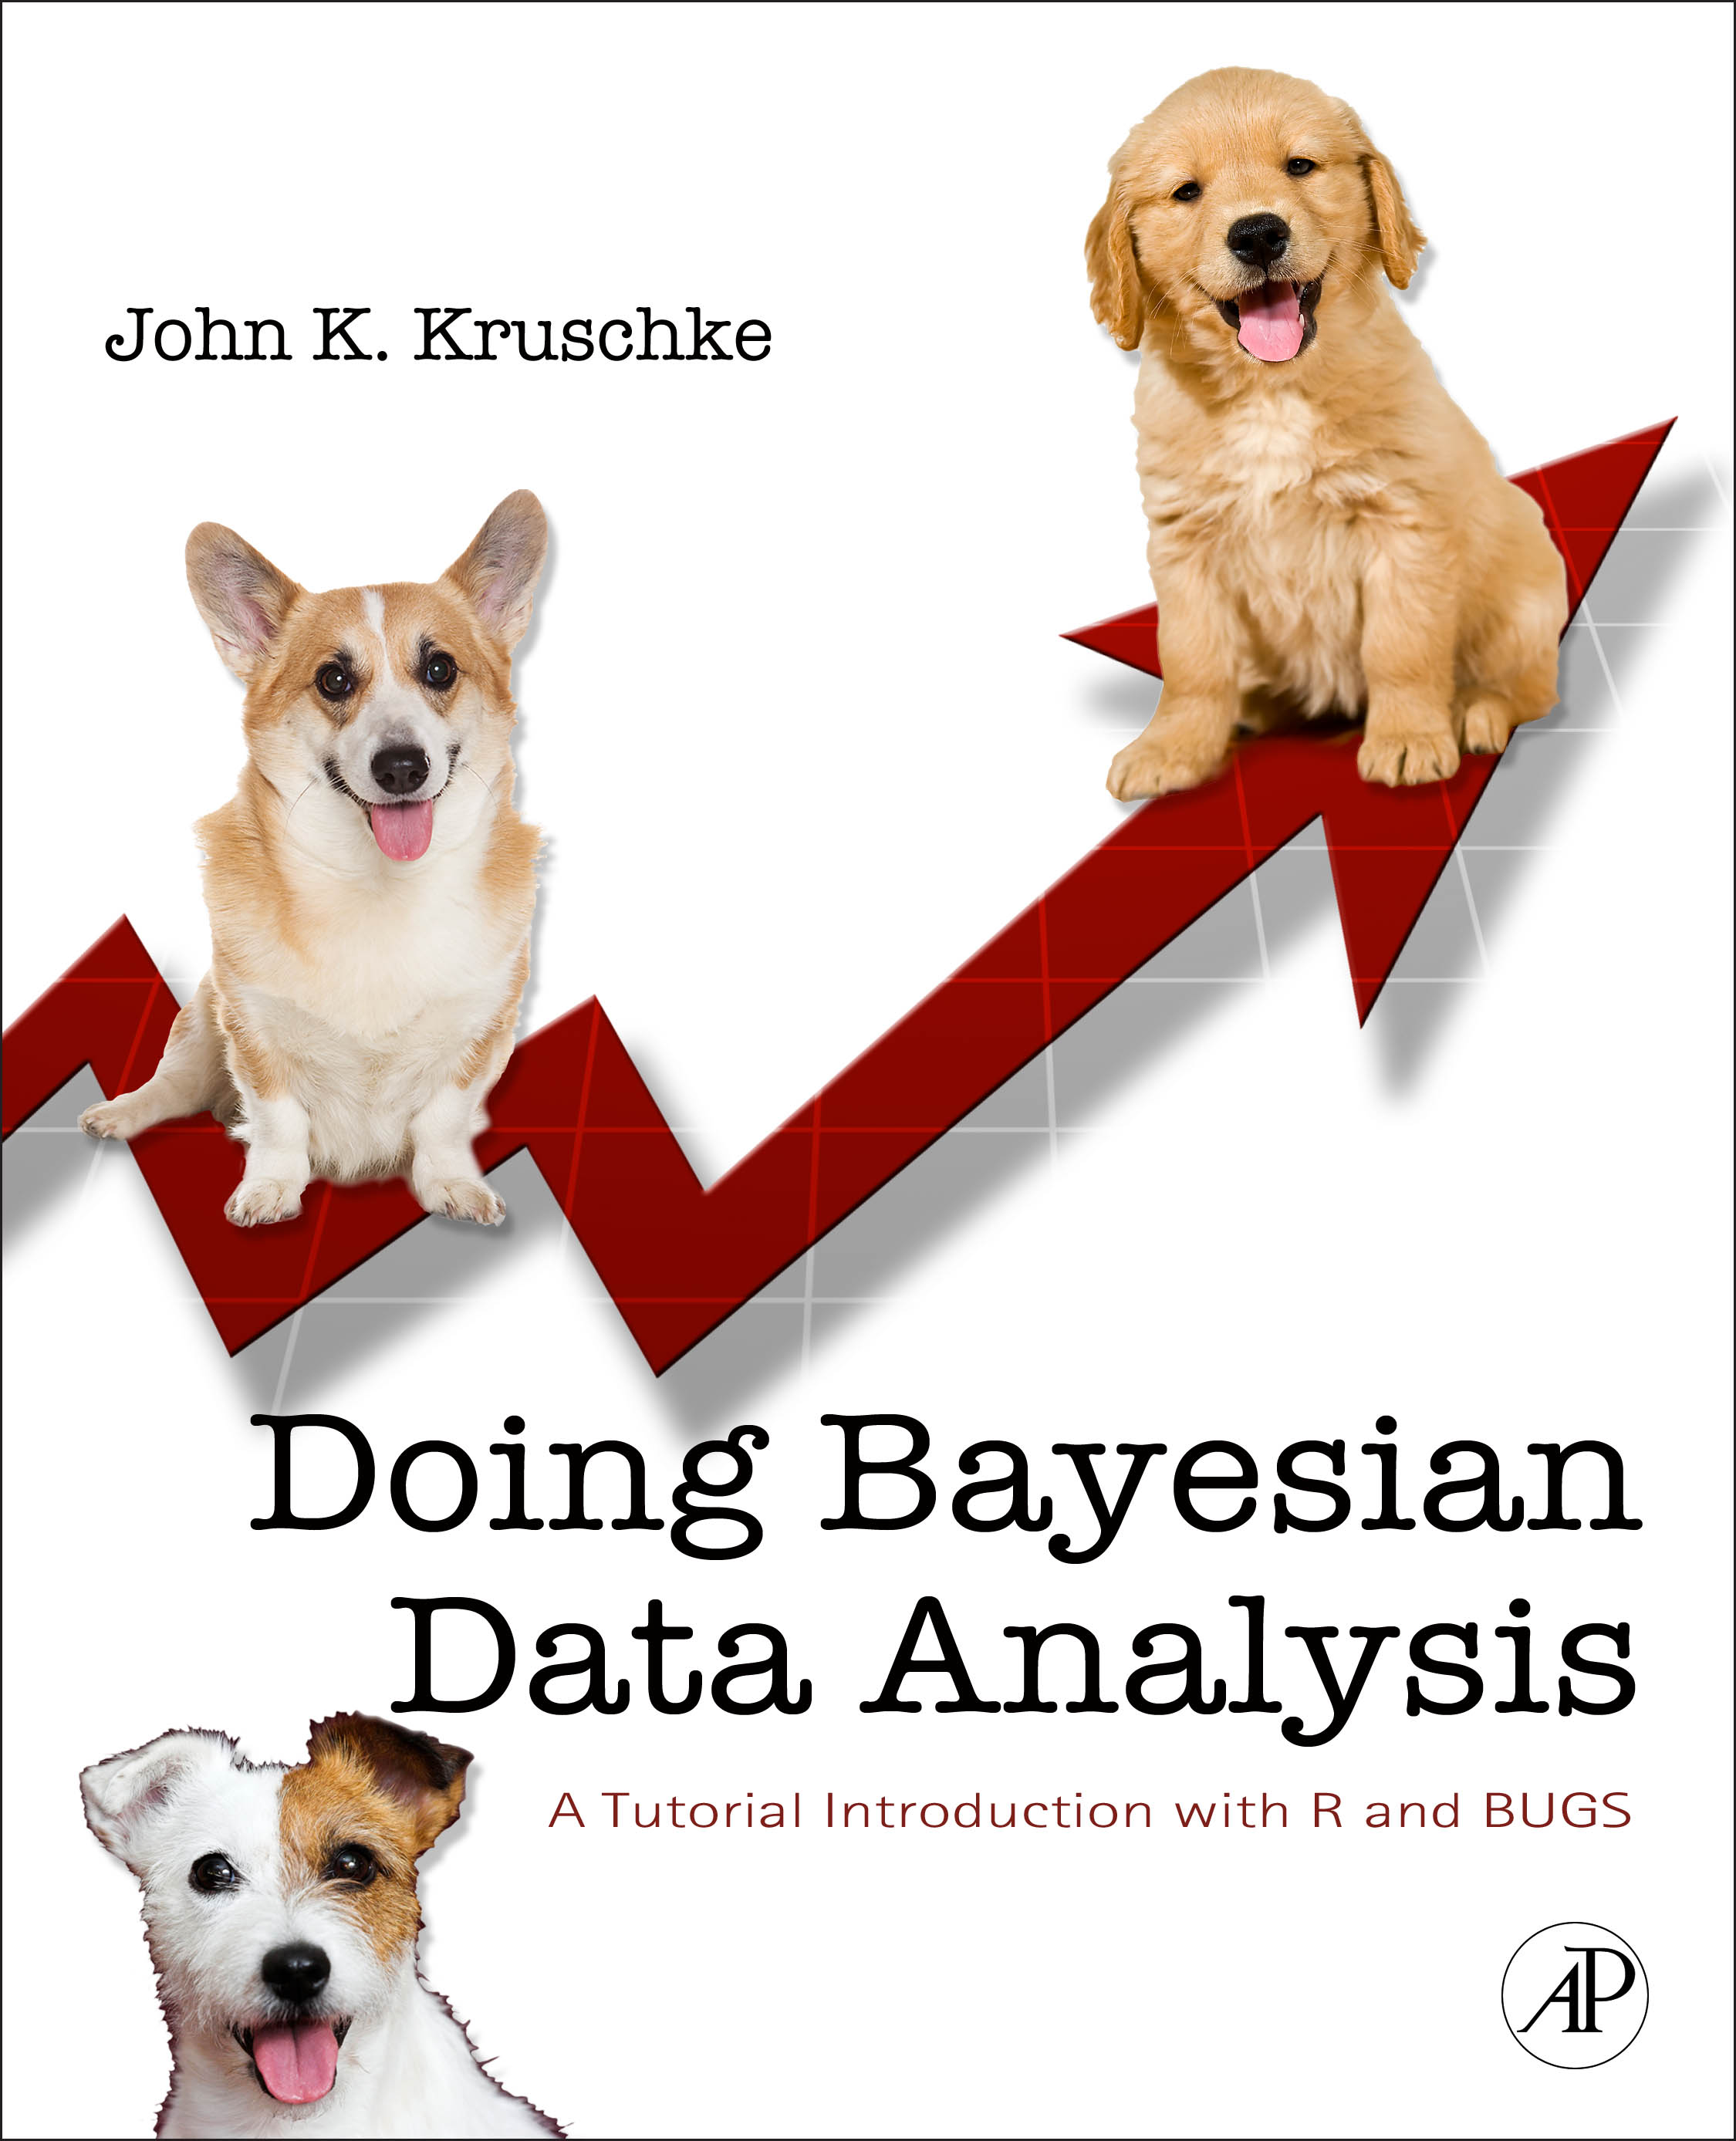 John K. Kruschke
Doing Bayesian
Data Analysis
A Tutorial Introduction with R and BUGS
AP